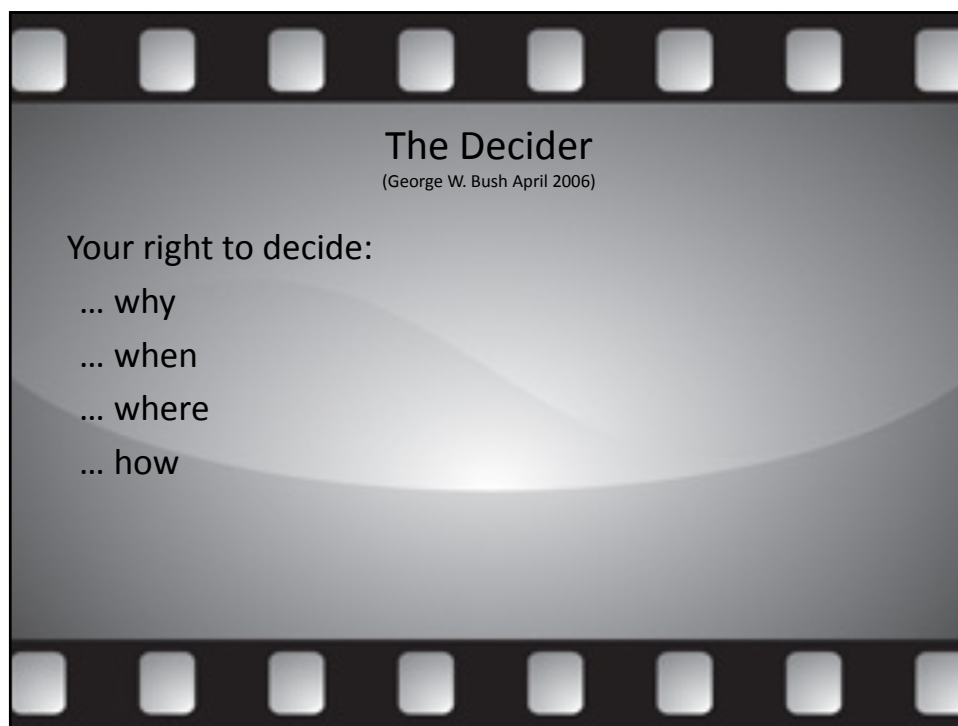 The Decider
(George W. Bush April 2006)
Your right to decide:
… why
… when
… where
… how